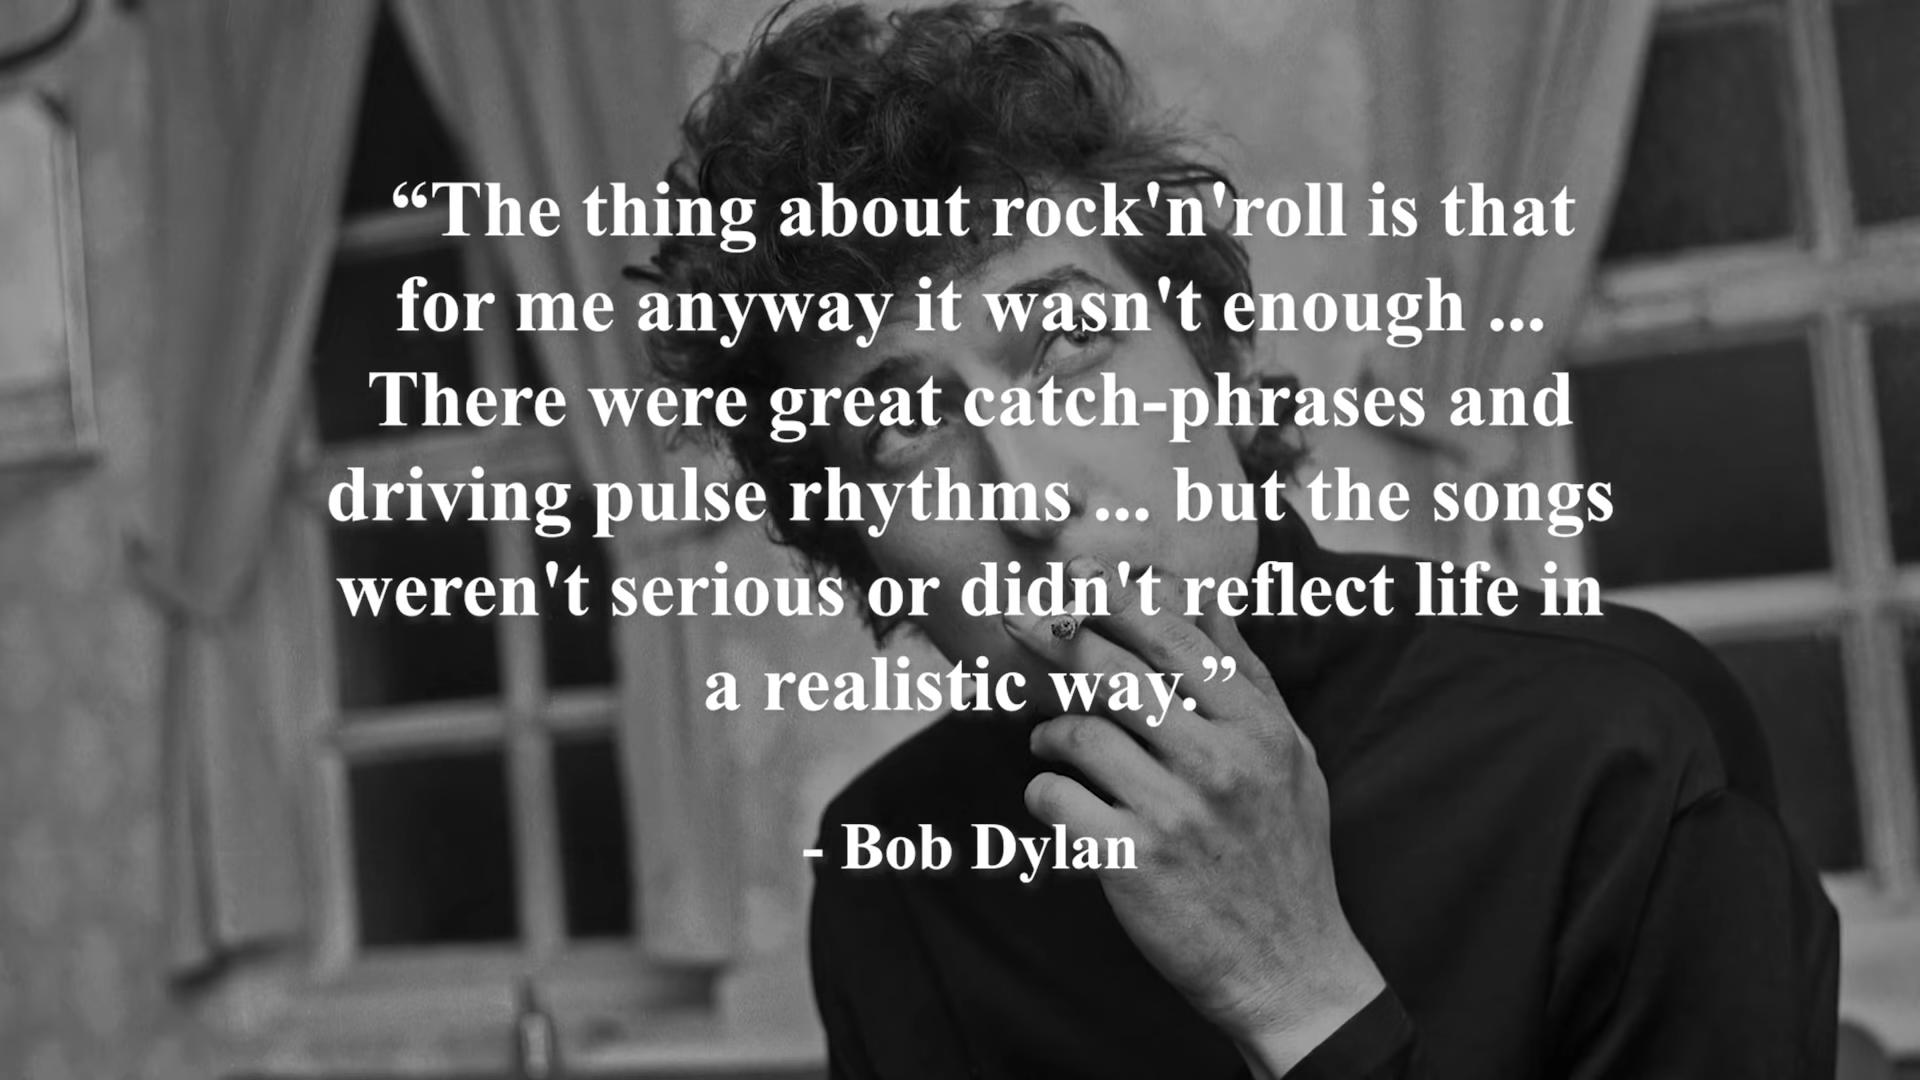 “The thing about rock'n'roll is that
for me anyway it wasn't enough ...
There were great catch-phrases and
driving pulse rhythms ... but the songs
weren't serious or didn't reflect life in
a realistic way.”
- Bob Dylan